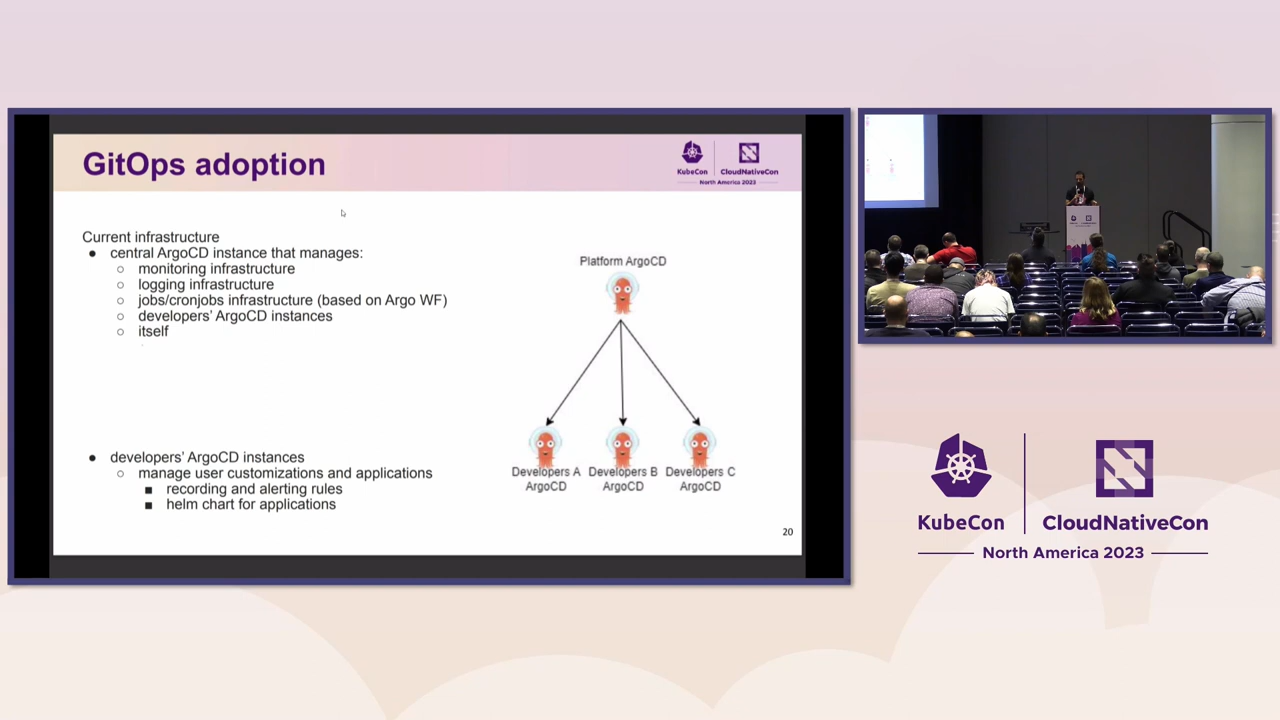 GitOps adoption
KubeCon
CloudNativeCon
North America 2023
Current infrastructure
● central ArgoCD instance that manages:
○ monitoring infrastructure
○ logging infrastructure
○ jobs/cronjobs infrastructure (based on Argo WF)
○ developers' ArgoCD instances
○ itself
● developers' ArgoCD instances
○ manage user customizations and applications
■ recording and alerting rules
■ helm chart for applications
Platform ArgoCD
Developers A ArgoCD
Developers B ArgoCD
Developers C ArgoCD
20
KubeCon
CloudNativeCon
North America 2023